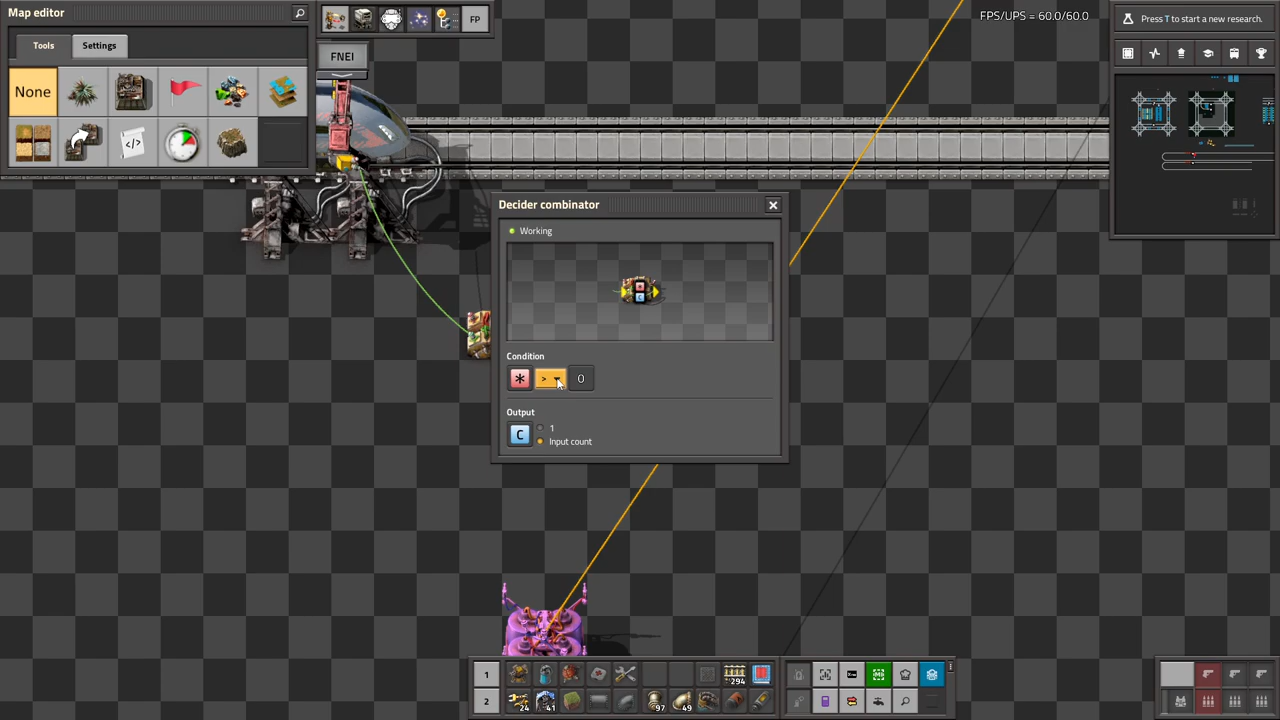 Map editor
Tools
Settings
None
</>
FP
FNEI
FPS/UPS = 60.0/60.0
Press T to start a new research.
Decider combinator
Working
Condition
* > 0
Output
C
1
Input count
1
294
2
24
41
97
49